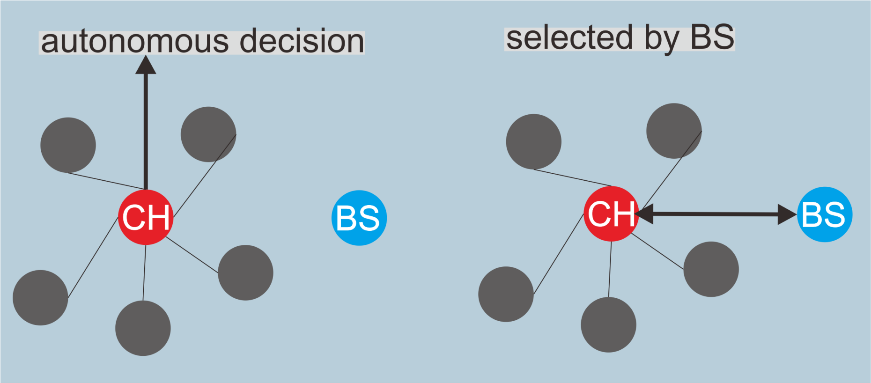 autonomous decision
selected by BS
CH
BS
CH
BS